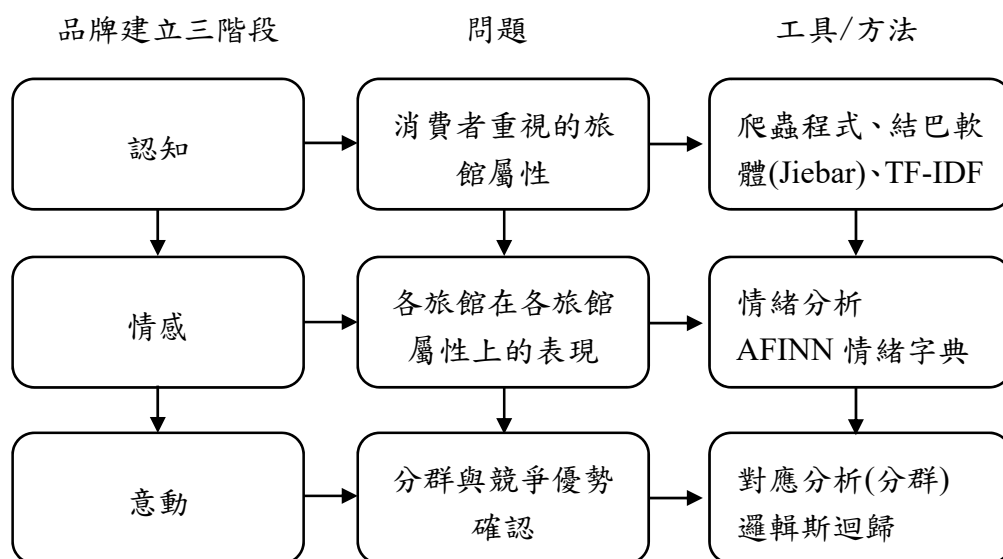 品牌建立三階段
問題
工具/方法
認知
消費者重視的旅
館屬性
爬蟲程式、結巴軟
體(Jiebar)、TF-IDF
情感
各旅館在各旅館
屬性上的表現
情緒分析
AFINN 情緒字典
意動
分群與競爭優勢
確認
對應分析(分群)
邏輯斯迴歸